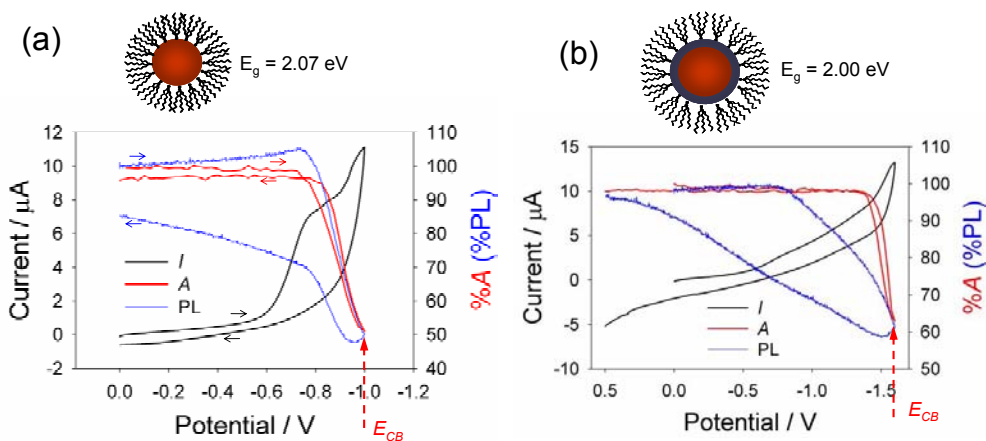 (a)
E_g = 2.07 eV
12
10
8
6
4
2
0
-2
Current / μA
110
100
90
80
70
60
50
40
%A (%PL)
I
A
PL
0.0 -0.2 -0.4 -0.6 -0.8 -1.0
Potential / V
E_CB
(b)
E_g = 2.00 eV
15
10
5
0
-5
-10
Current / μA
110
100
90
80
70
60
50
%A (%PL)
I
A
PL
0.5 0.0 -0.5 -1.0 -1.5
Potential / V
E_CB